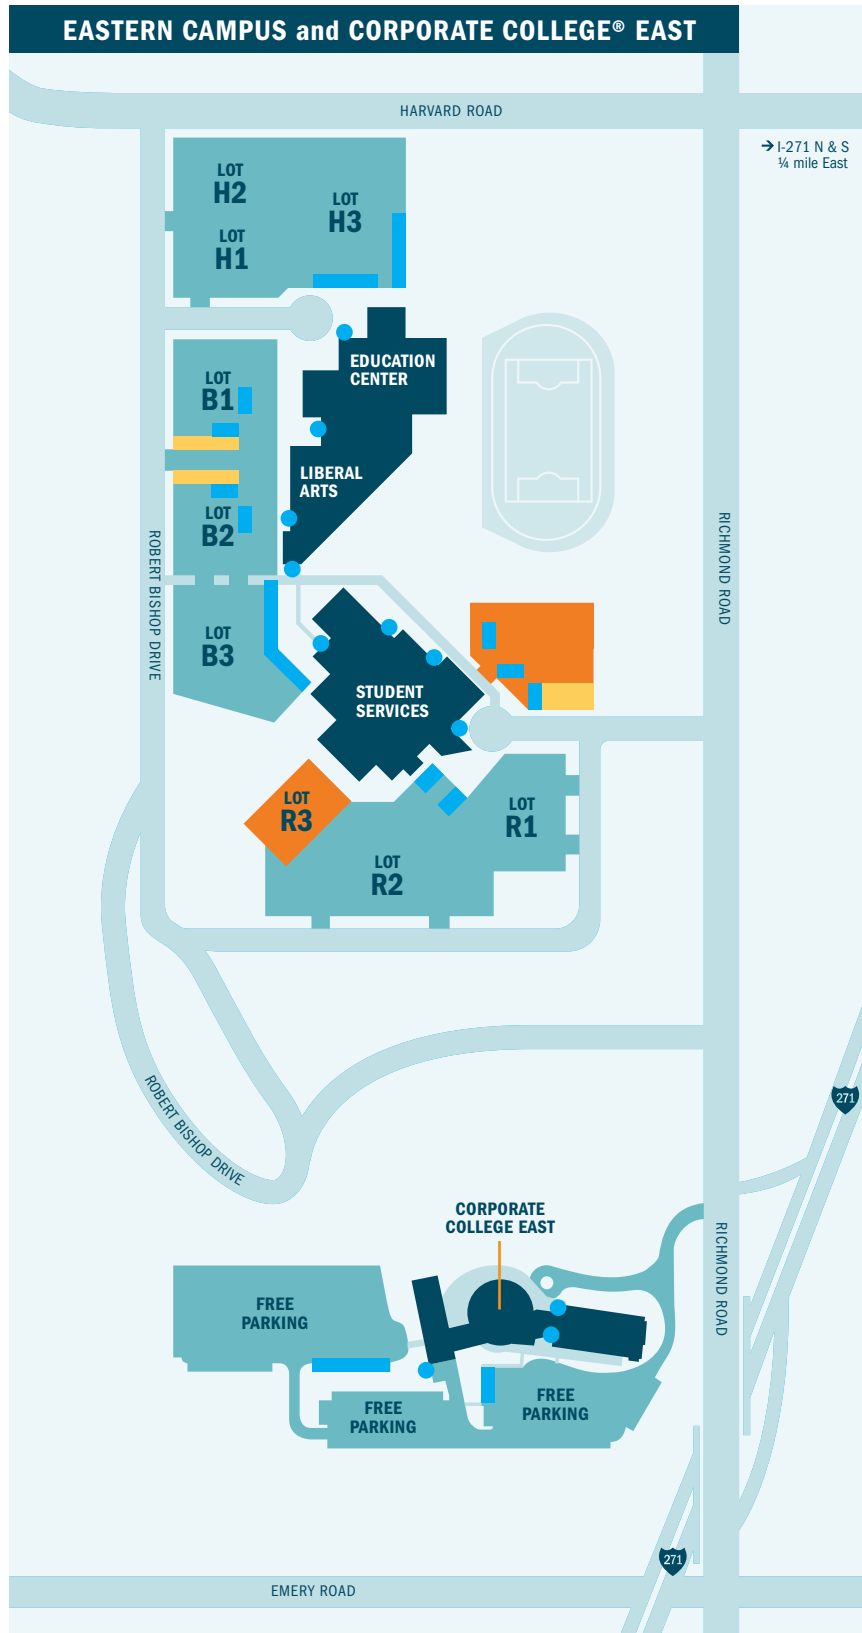 EASTERN CAMPUS and CORPORATE COLLEGE® EAST
HARVARD ROAD
→ I-271 N & S
¼ mile East
LOT
H2
LOT
H3
LOT
H1
EDUCATION
CENTER
LOT
B1
LIBERAL
ARTS
LOT
B2
ROBERT BISHOP DRIVE
RICHMOND ROAD
LOT
B3
STUDENT
SERVICES
LOT
R3
LOT
R1
LOT
R2
271
ROBERT BISHOP DRIVE
CORPORATE
COLLEGE EAST
RICHMOND ROAD
FREE
PARKING
FREE
PARKING
FREE
PARKING
271
EMERY ROAD